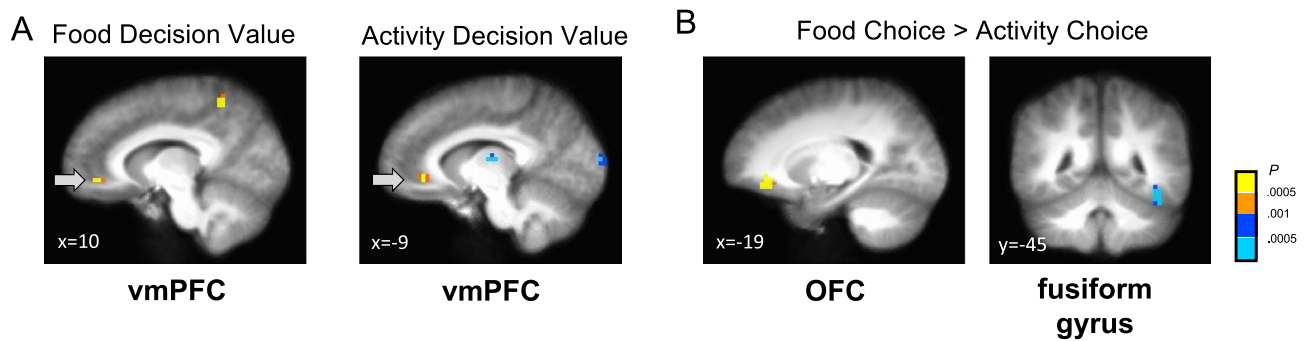 A
Food Decision Value
Activity Decision Value
x=10
x=-9
vmPFC
vmPFC
B
Food Choice > Activity Choice
x=-19
y=-45
OFC
fusiform
gyrus
P
.0005
.001
.0005